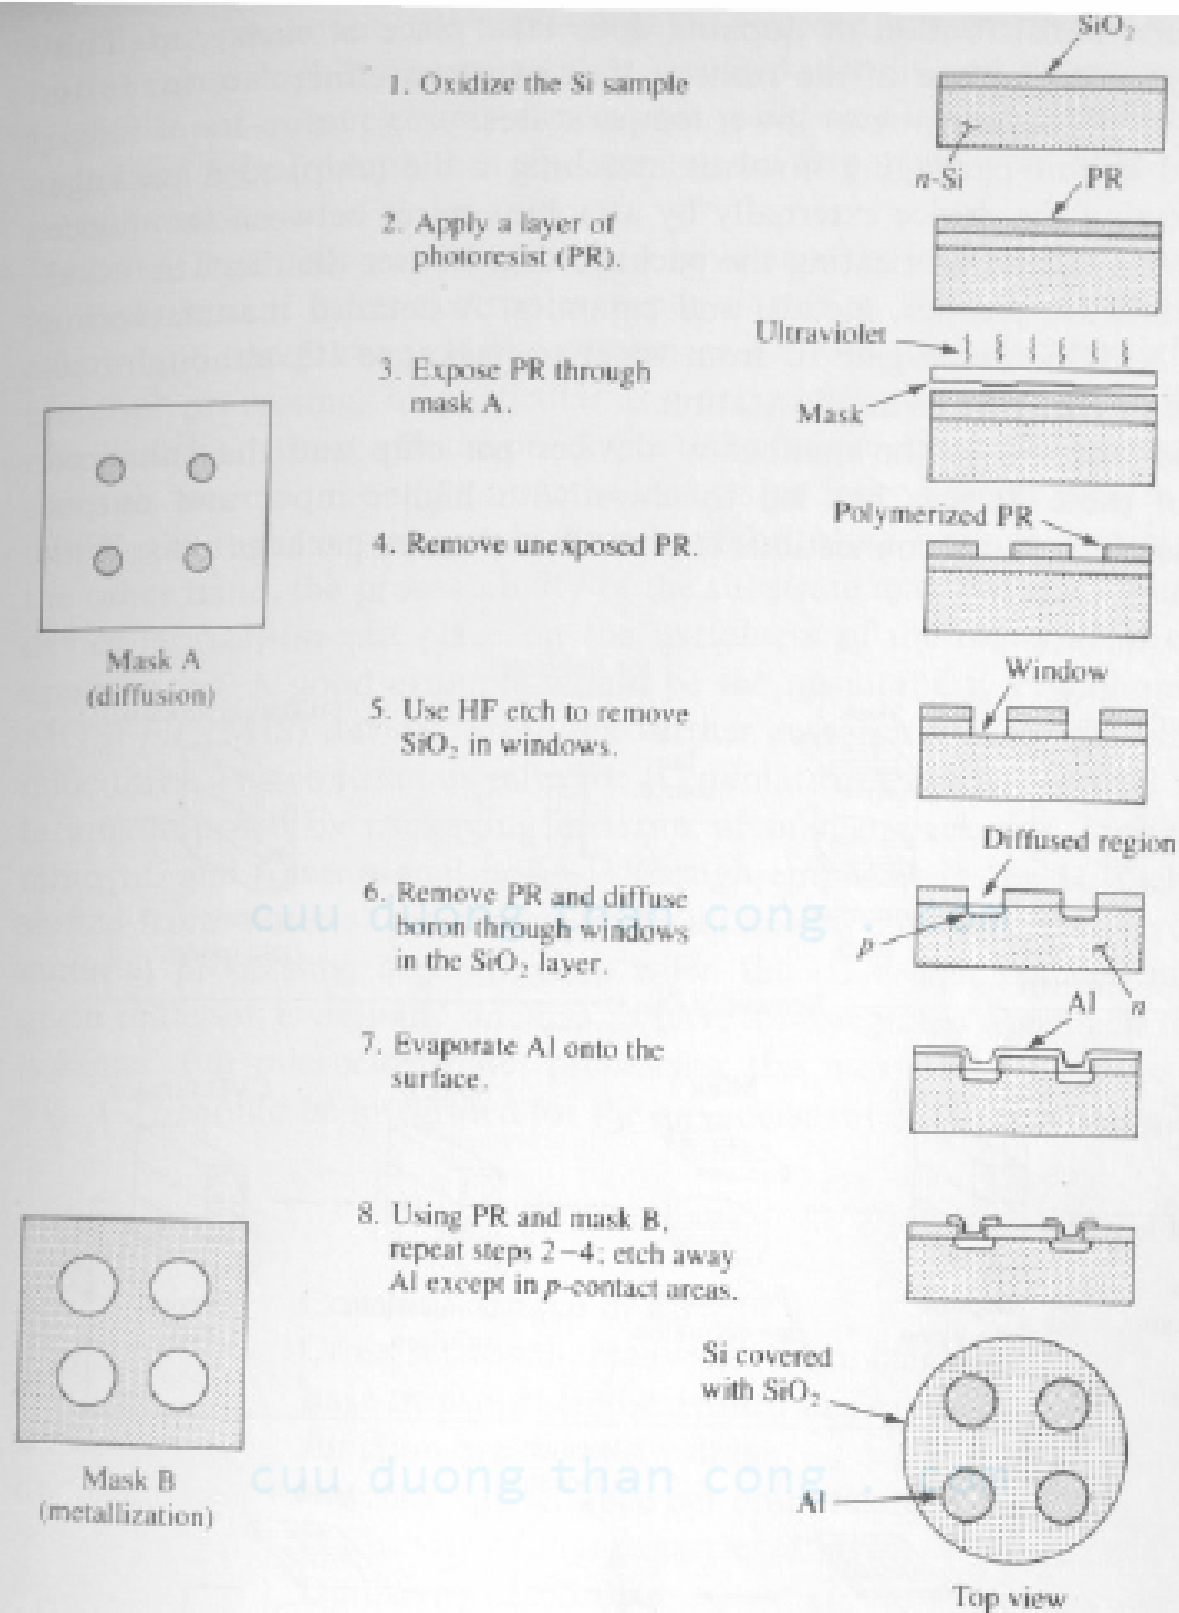 SiO₂
1. Oxidize the Si sample
n-Si
PR
2. Apply a layer of
photoresist (PR).
Ultraviolet
3. Expose PR through
mask A.
Mask
Polymerized PR
4. Remove unexposed PR.
Mask A
(diffusion)
Window
5. Use HF etch to remove
SiO₂ in windows.
Diffused region
6. Remove PR and diffuse
boron through windows
in the SiO₂ layer.
cuu duong than cong . com
p
n
Al
7. Evaporate Al onto the
surface.
8. Using PR and mask B,
repeat steps 2–4; etch away
Al except in p-contact areas.
Si covered
with SiO₂
Mask B
(metallization)
cuu duong than cong . com
Al
Top view